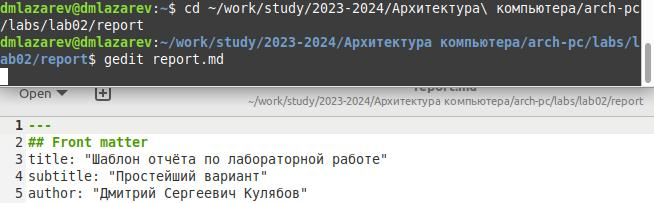 dmlazarev@dmlazarev:~$ cd ~/work/study/2023-2024/Архитектура\ компьютера/arch-pc
/labs/lab02/report
dmlazarev@dmlazarev:~/work/study/2023-2024/Архитектура компьютера/arch-pc/labs/l
ab02/report$ gedit report.md
Open
report.md
~/work/study/2023-2024/Архитектура компьютера/arch-pc/labs/lab02/report
1 ---
2 ## Front matter
3 title: "Шаблон отчёта по лабораторной работе"
4 subtitle: "Простейший вариант"
5 author: "Дмитрий Сергеевич Кулябов"